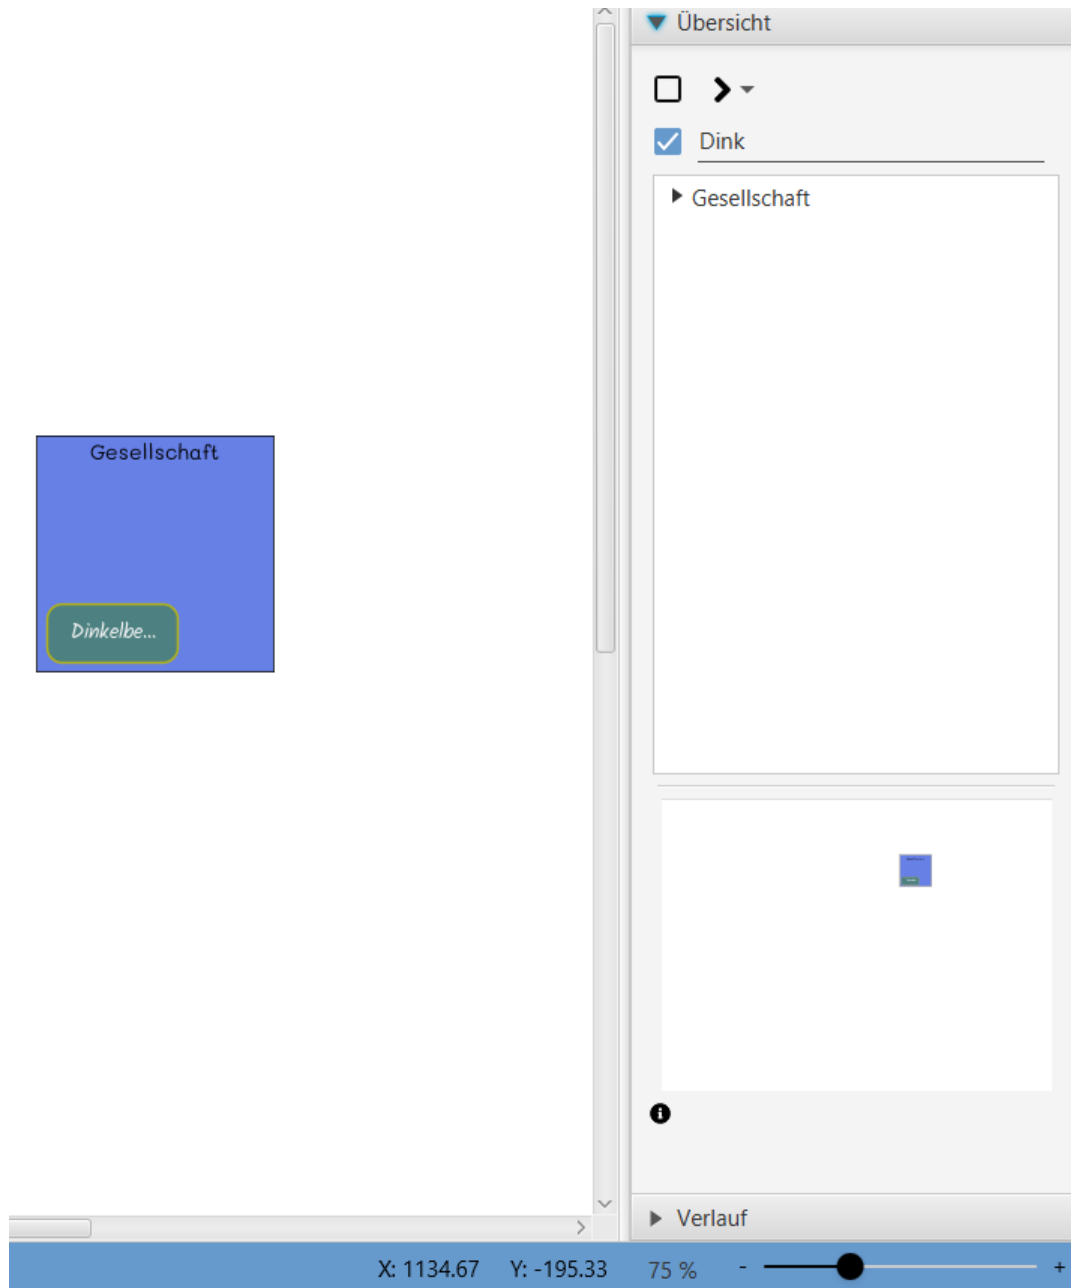 Übersicht
Dink
Gesellschaft
Gesellschaft
Dinkelbe...
Verlauf
X: 1134.67 Y: -195.33 75 % - +